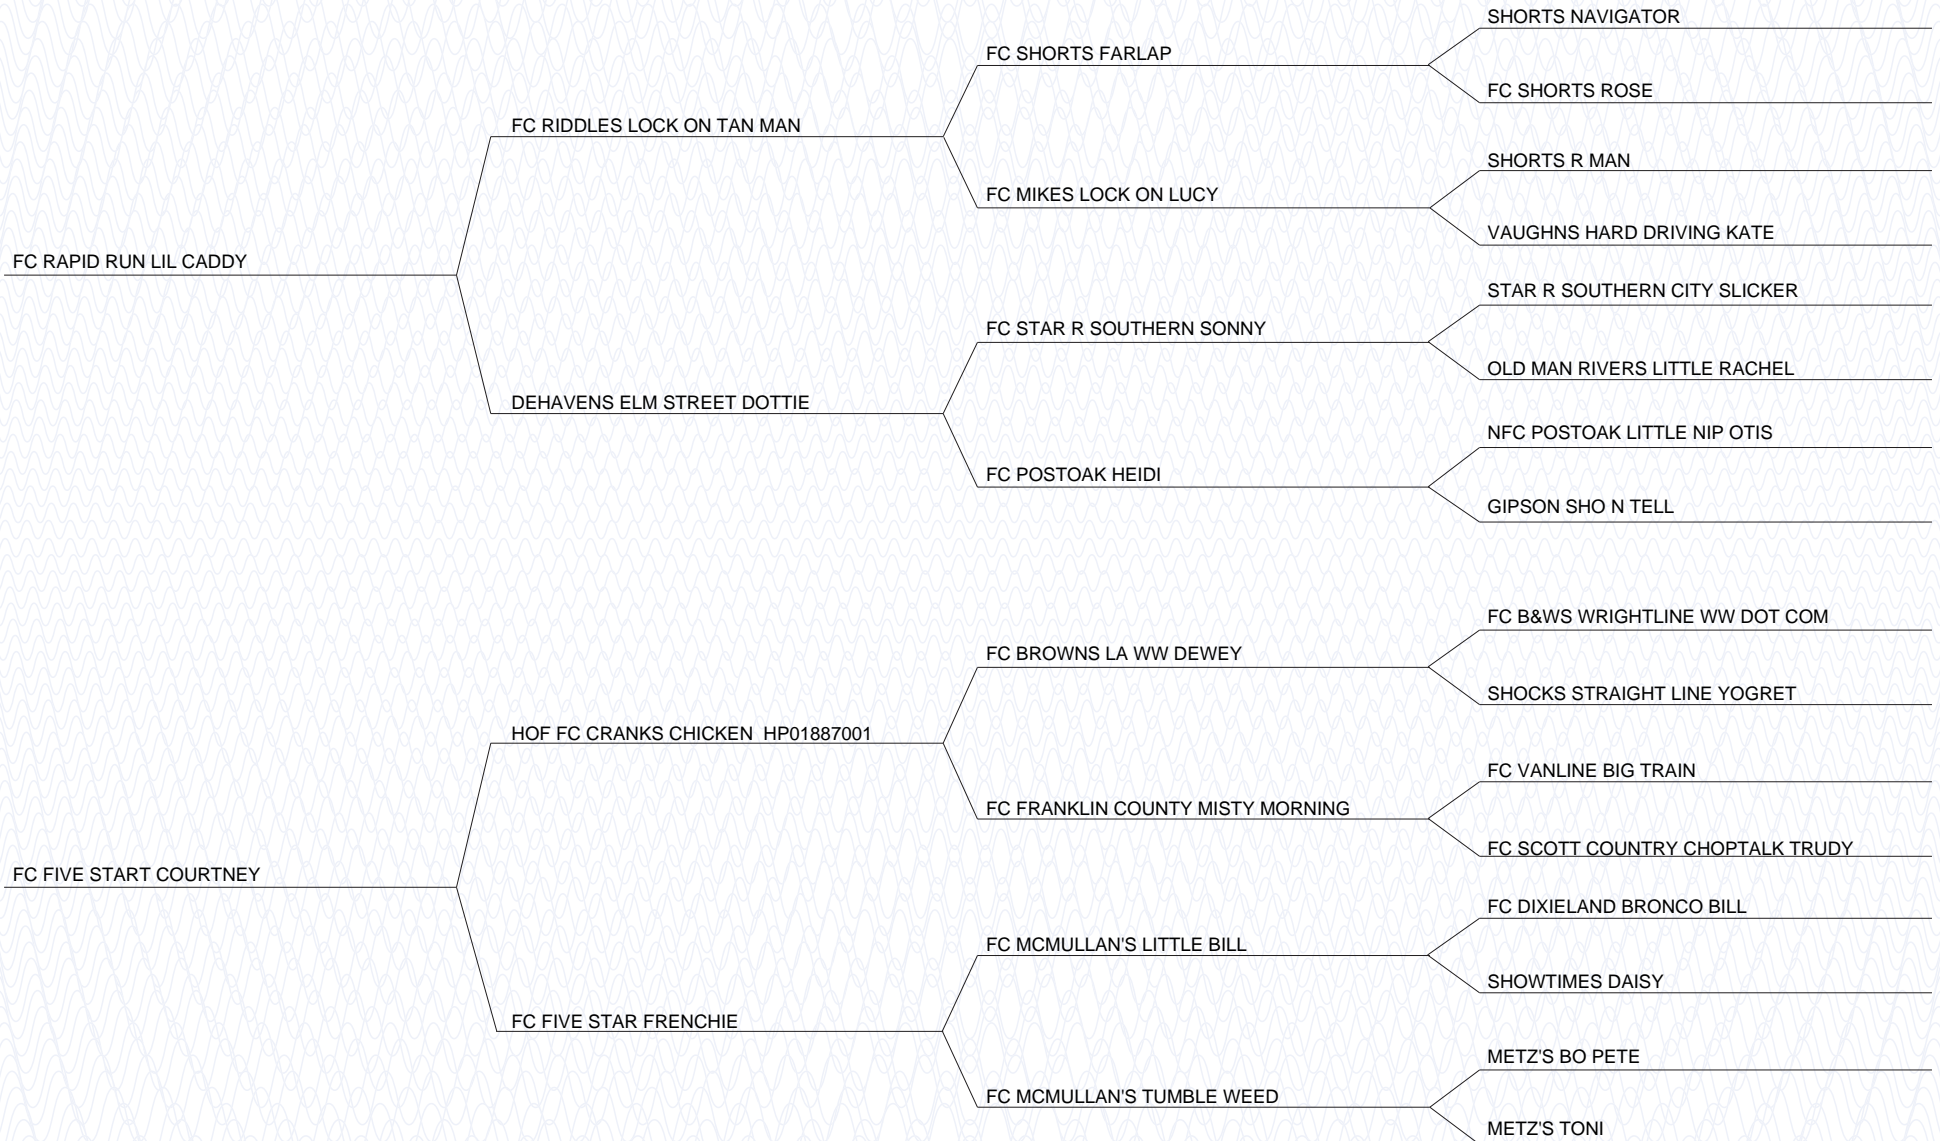 SHORTS NAVIGATOR
FC SHORTS FARLAP
FC SHORTS ROSE
FC RIDDLES LOCK ON TAN MAN
SHORTS R MAN
FC MIKES LOCK ON LUCY
VAUGHNS HARD DRIVING KATE
FC RAPID RUN LIL CADDY
STAR R SOUTHERN CITY SLICKER
FC STAR R SOUTHERN SONNY
OLD MAN RIVERS LITTLE RACHEL
DEHAVENS ELM STREET DOTTIE
NFC POSTOAK LITTLE NIP OTIS
FC POSTOAK HEIDI
GIPSON SHO N TELL
FC B&WS WRIGHTLINE WW DOT COM
FC BROWNS LA WW DEWEY
SHOCKS STRAIGHT LINE YOGRET
HOF FC CRANKS CHICKEN  HP01887001
FC VANLINE BIG TRAIN
FC FRANKLIN COUNTY MISTY MORNING
FC SCOTT COUNTRY CHOPTALK TRUDY
FC FIVE START COURTNEY
FC DIXIELAND BRONCO BILL
FC MCMULLAN'S LITTLE BILL
SHOWTIMES DAISY
FC FIVE STAR FRENCHIE
METZ'S BO PETE
FC MCMULLAN'S TUMBLE WEED
METZ'S TONI